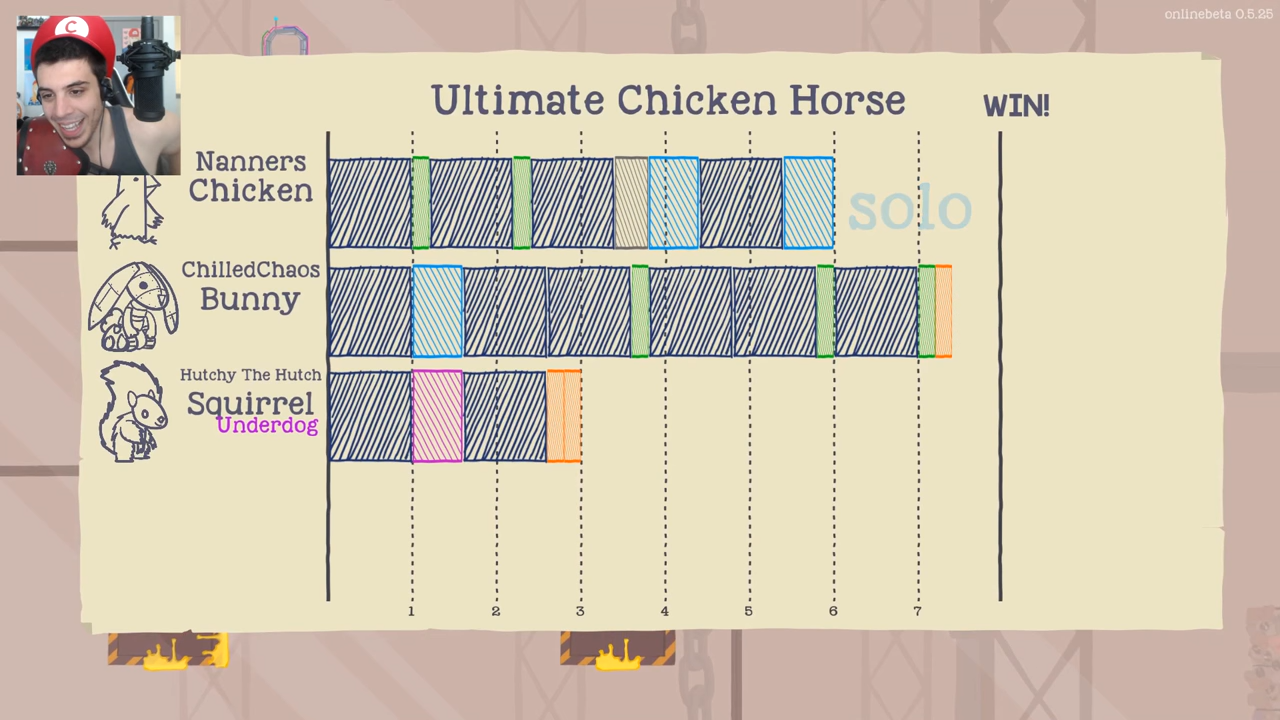 onlinebeta 0.5.25
C
Ultimate Chicken Horse
WIN!
Nanners
Chicken
solo
ChilledChaos
Bunny
Hutchy The Hutch
Squirrel
Underdog
1 2 3 4 5 6 7